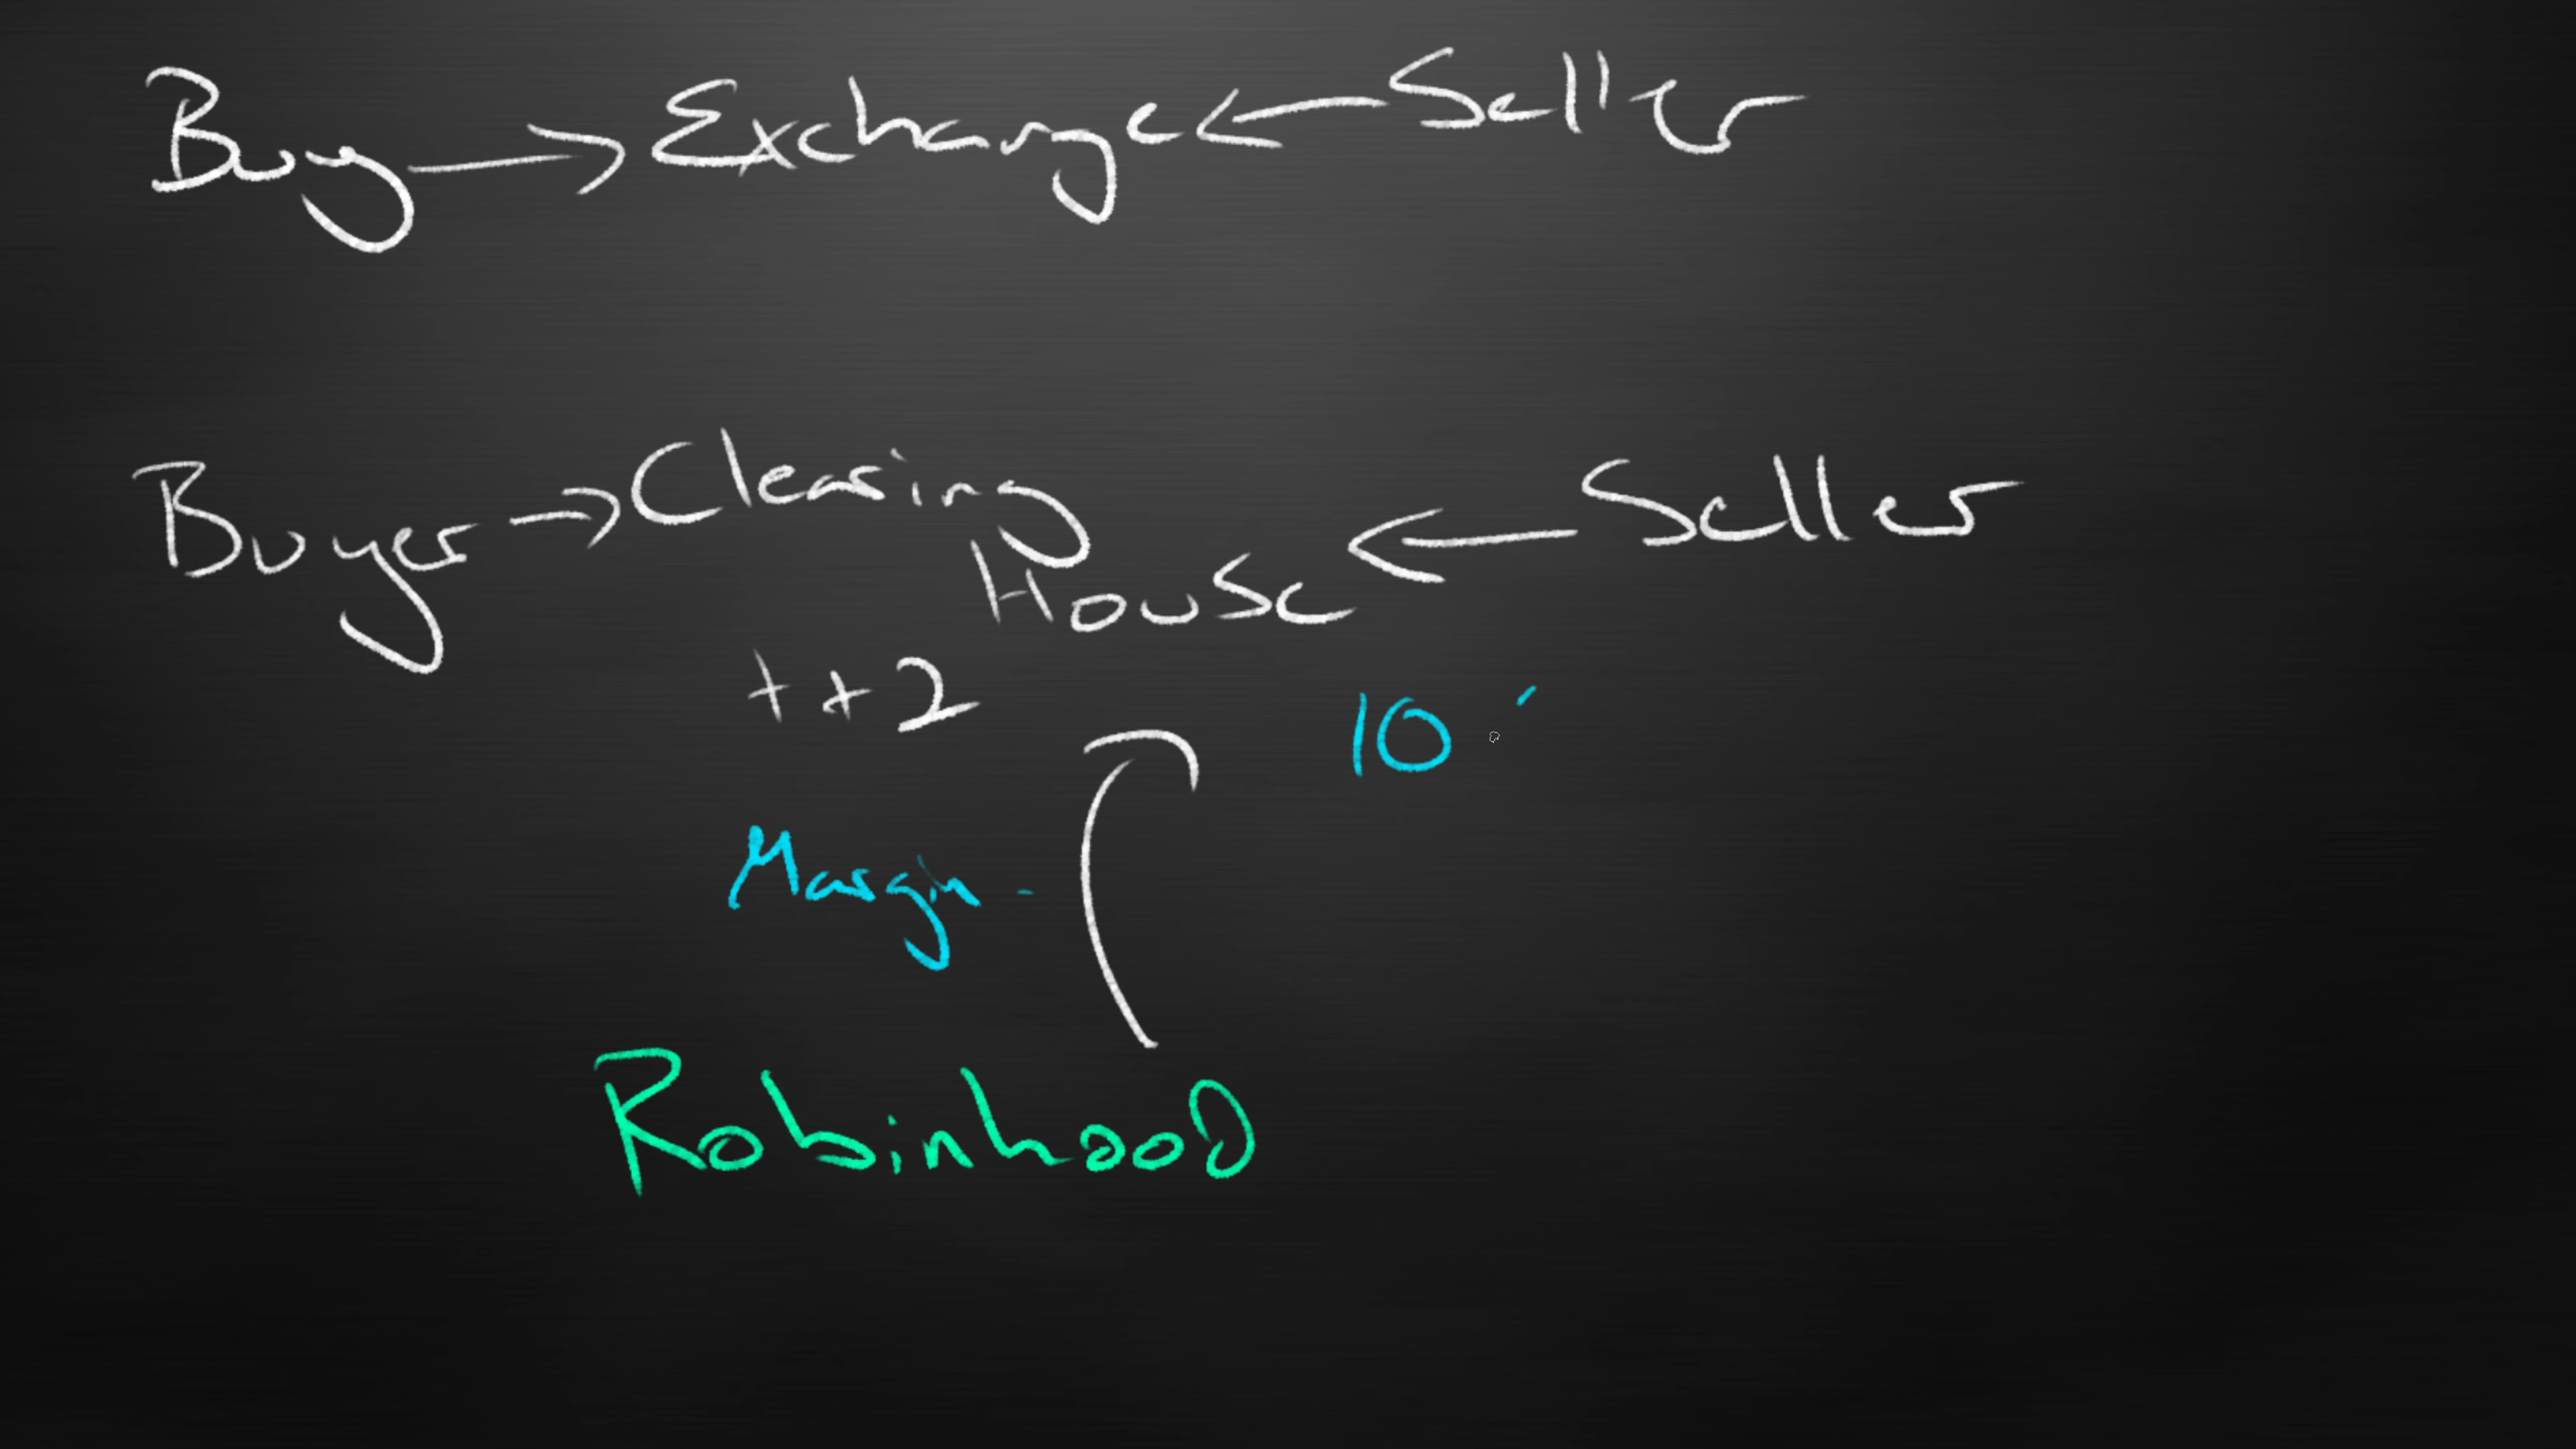 Buy → Exchange ← Seller
Buyer → Clearing House ← Seller
t+2
10
Margin -
Robinhood